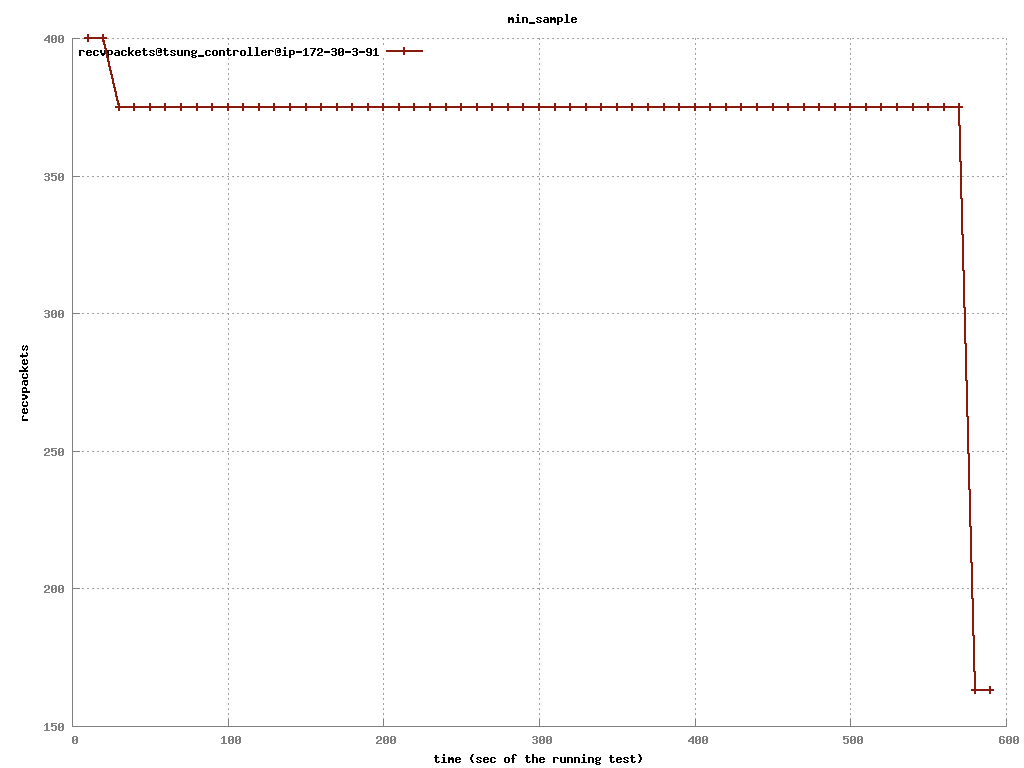 min_sample
400
recvpackets@tsung_controller@ip-172-30-3-91
350
300
recvpackets
250
200
150
0 100 200 300 400 500 600
time (sec of the running test)